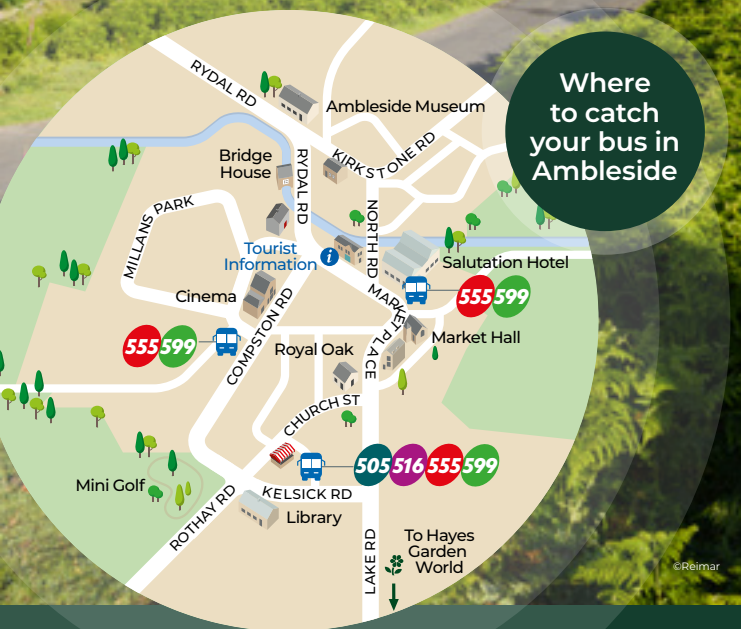 Where
to catch
your bus in
Ambleside
RYDAL RD
Ambleside Museum
KIRKSTONE RD
Bridge
House
RYDAL RD
MILLANS PARK
NORTH RD
Tourist
Information
i
Salutation Hotel
Cinema
555 599
MARKET PLACE
555 599
COMPSTON RD
Market Hall
Royal Oak
CHURCH ST
505 516 555 599
Mini Golf
KELSICK RD
ROTHAY RD
Library
LAKE RD
To Hayes
Garden
World
©Reimar